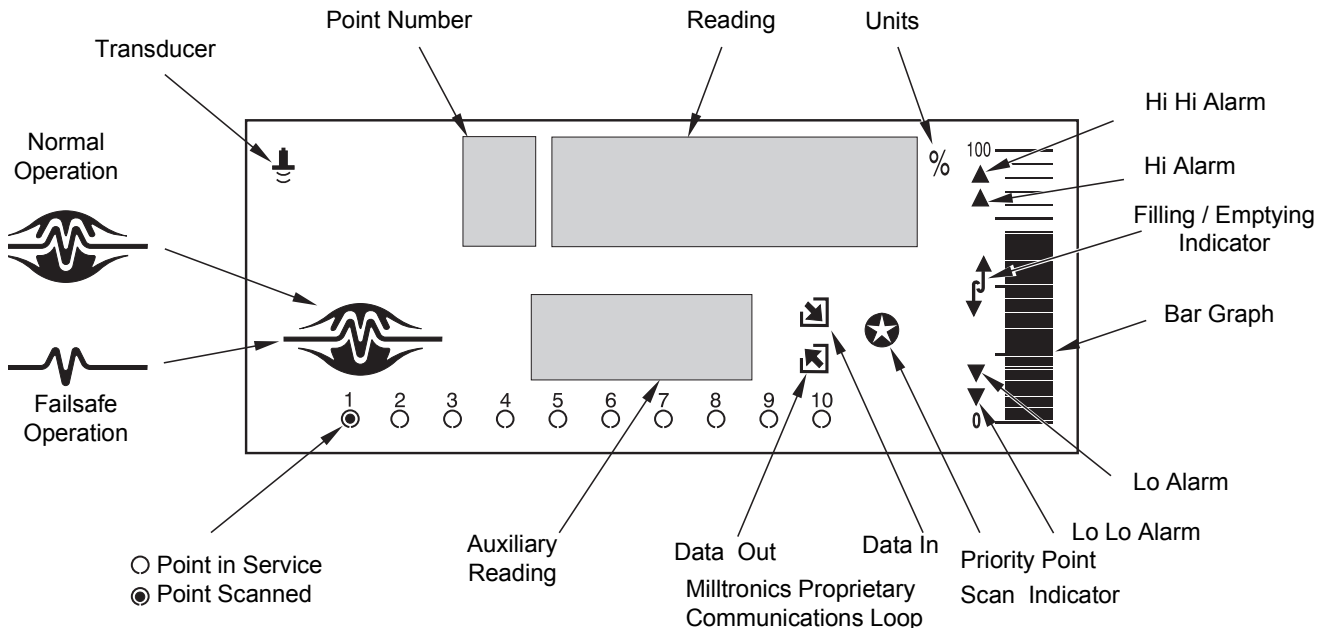 Point Number
Reading
Units
Transducer
Hi Hi Alarm
Normal
Operation
%
100
Hi Alarm
Filling / Emptying
Indicator
Bar Graph
Failsafe
Operation
1 2 3 4 5 6 7 8 9 10
0
Lo Alarm
Lo Lo Alarm
Point in Service
Point Scanned
Auxiliary
Reading
Data Out
Data In
Milltronics Proprietary
Communications Loop
Priority Point
Scan Indicator